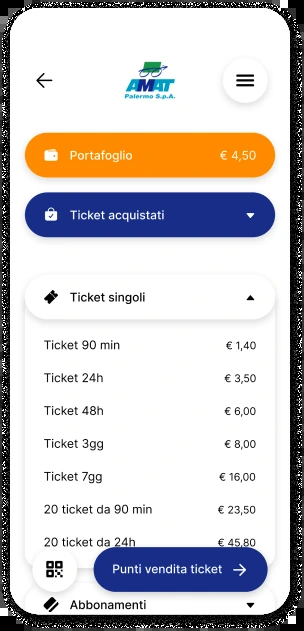 AMAT
Palermo S.p.A.
Portafoglio € 4,50
Ticket acquistati
Ticket singoli
Ticket 90 min € 1,40
Ticket 24h € 3,50
Ticket 48h € 6,00
Ticket 3gg € 8,00
Ticket 7gg € 16,00
20 ticket da 90 min € 23,50
20 ticket da 24h € 45,80
Punti vendita ticket
Abbonamenti